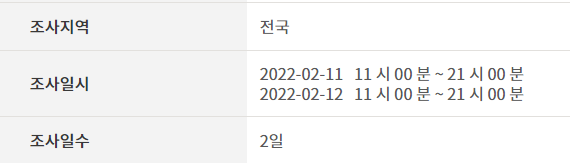 조사지역 전국
조사일시
2022-02-11 11 시 00 분 ~ 21 시 00 분
2022-02-12 11 시 00 분 ~ 21 시 00 분
조사일수 2일